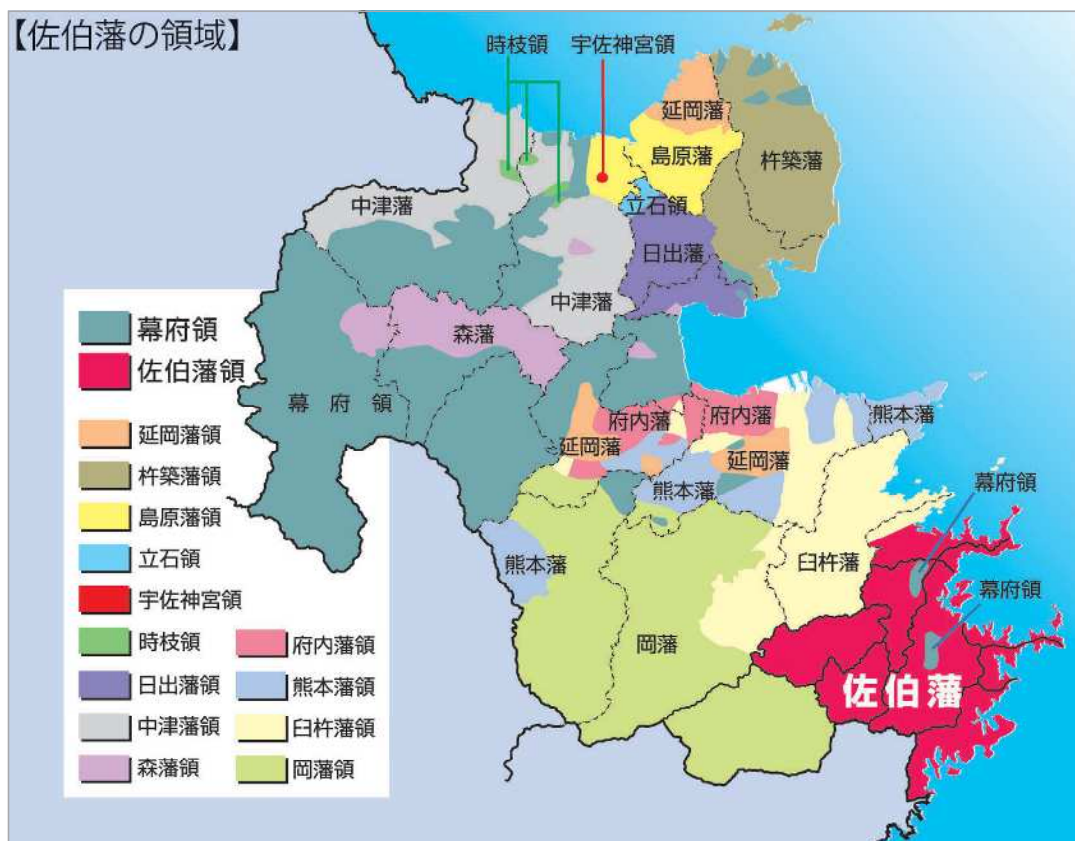 【佐伯藩の領域】
時枝領
宇佐神宮領
延岡藩
島原藩
杵築藩
中津藩
立石領
日出藩
中津藩
森藩
幕府領
府内藩
府内藩
熊本藩
延岡藩
延岡藩
熊本藩
幕府領
熊本藩
臼杵藩
幕府領
岡藩
佐伯藩
幕府領
佐伯藩領
延岡藩領
杵築藩領
島原藩領
立石領
宇佐神宮領
時枝領
府内藩領
日出藩領
熊本藩領
中津藩領
臼杵藩領
森藩領
岡藩領